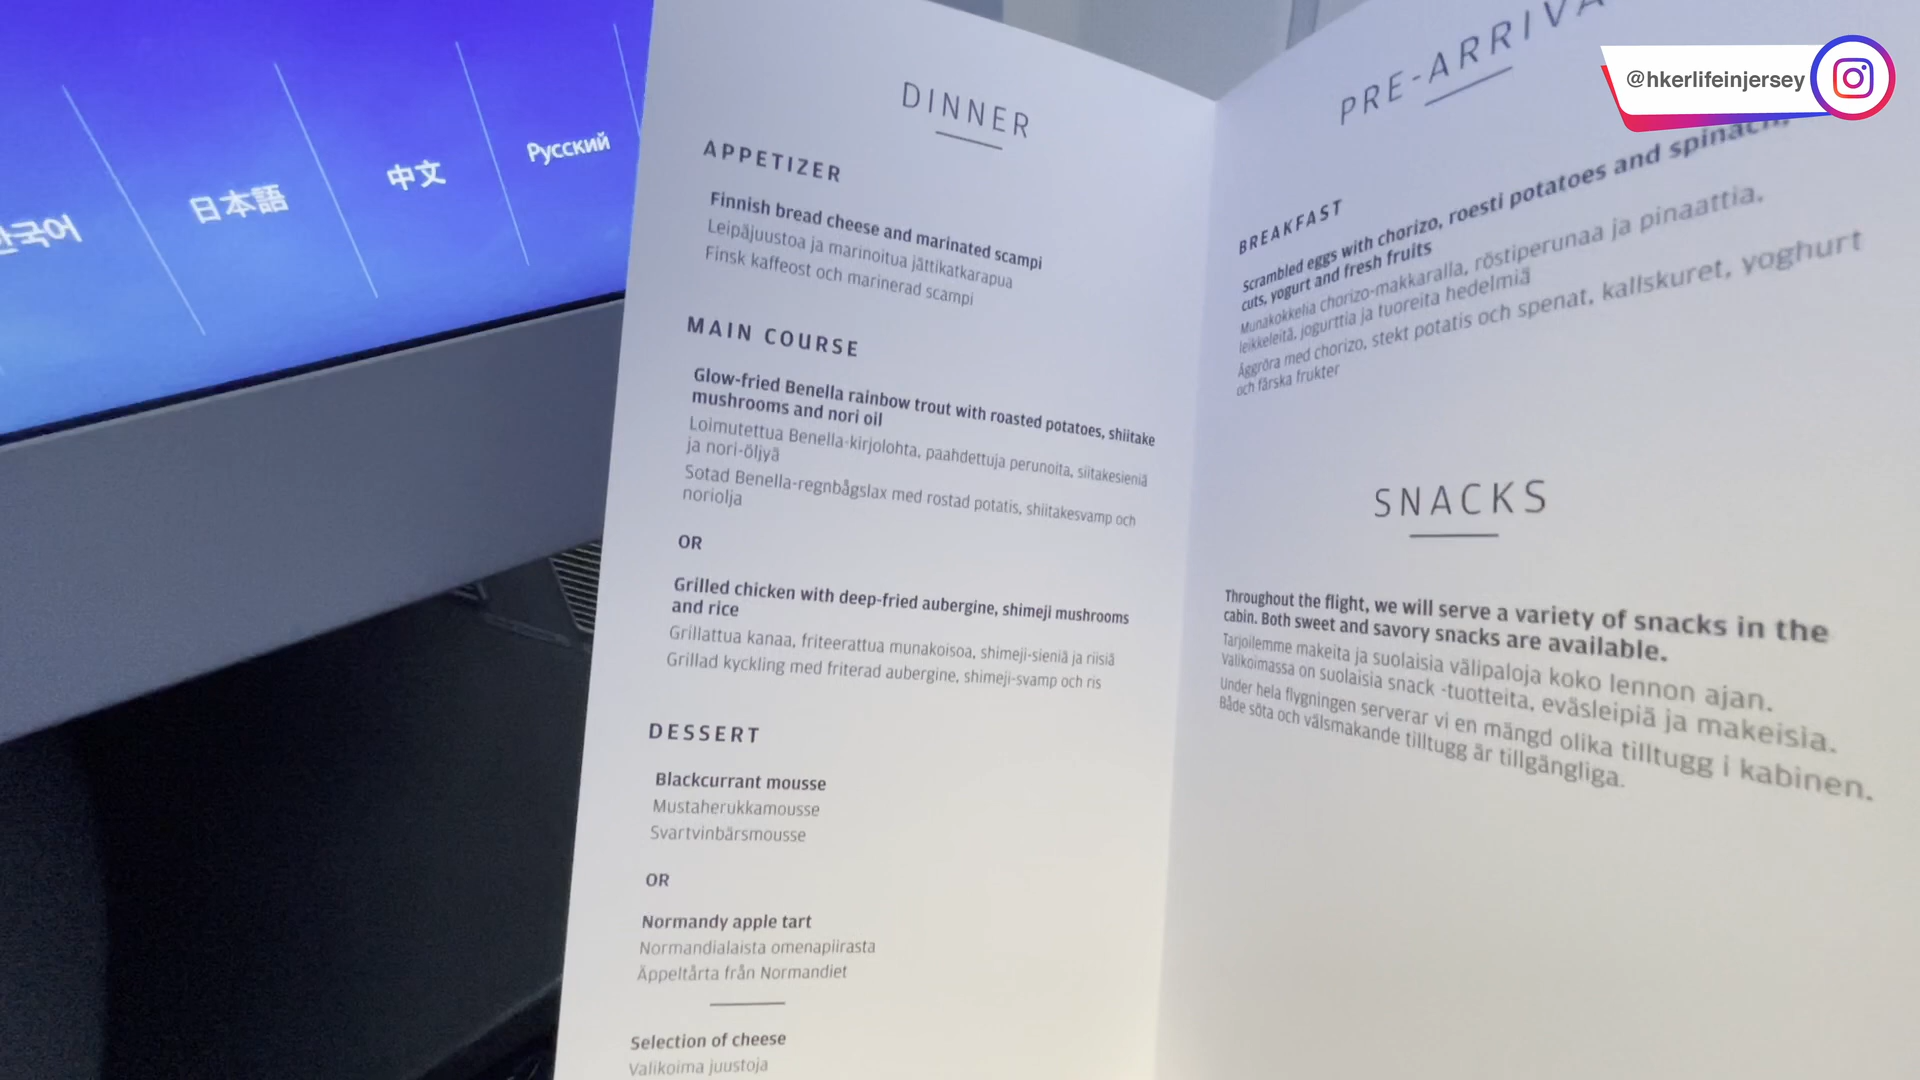 한국어
日本語
中文
Русский
DINNER
APPETIZER
Finnish bread cheese and marinated scampi
Leipäjuustoa ja marinoitua jättikatkarapua
Finsk kaffeost och marinerad scampi
MAIN COURSE
Glow-fried Benella rainbow trout with roasted potatoes, shiitake
mushrooms and nori oil
Loimutettua Benella-kirjolohta, paahdettuja perunoita, siitakesieniä
ja nori-öljyä
Sotad Benella-regnbågslax med rostad potatis, shiitakesvamp och
noriolja
OR
Grilled chicken with deep-fried aubergine, shimeji mushrooms
and rice
Grillattua kanaa, friteerattua munakoisoa, shimeji-sieniä ja riisiä
Grillad kyckling med friterad aubergine, shimeji-svamp och ris
DESSERT
Blackcurrant mousse
Mustaherukkamousse
Svartvinbärsmousse
OR
Normandy apple tart
Normandialaista omenapiirasta
Äppeltårta från Normandiet
Selection of cheese
Valikoima juustoja
PRE-ARRIVA
BREAKFAST
Scrambled eggs with chorizo, roesti potatoes and spinach,
cuts, yogurt and fresh fruits
Munakokkelia chorizo-makkaralla, röstiperunaa ja pinaattia,
leikkeleitä, jogurttia ja tuoreita hedelmiä
Äggröra med chorizo, stekt potatis och spenat, kallskuret, yoghurt
och färska frukter
SNACKS
Throughout the flight, we will serve a variety of snacks in the
cabin. Both sweet and savory snacks are available.
Tarjoilemme makeita ja suolaisia välipaloja koko lennon ajan.
Valikoimassa on suolaisia snack -tuotteita, eväsleipiä ja makeisia.
Under hela flygningen serverar vi en mängd olika tilltugg i kabinen.
Både söta och välsmakande tilltugg är tillgängliga.
@hkerlifeinjersey